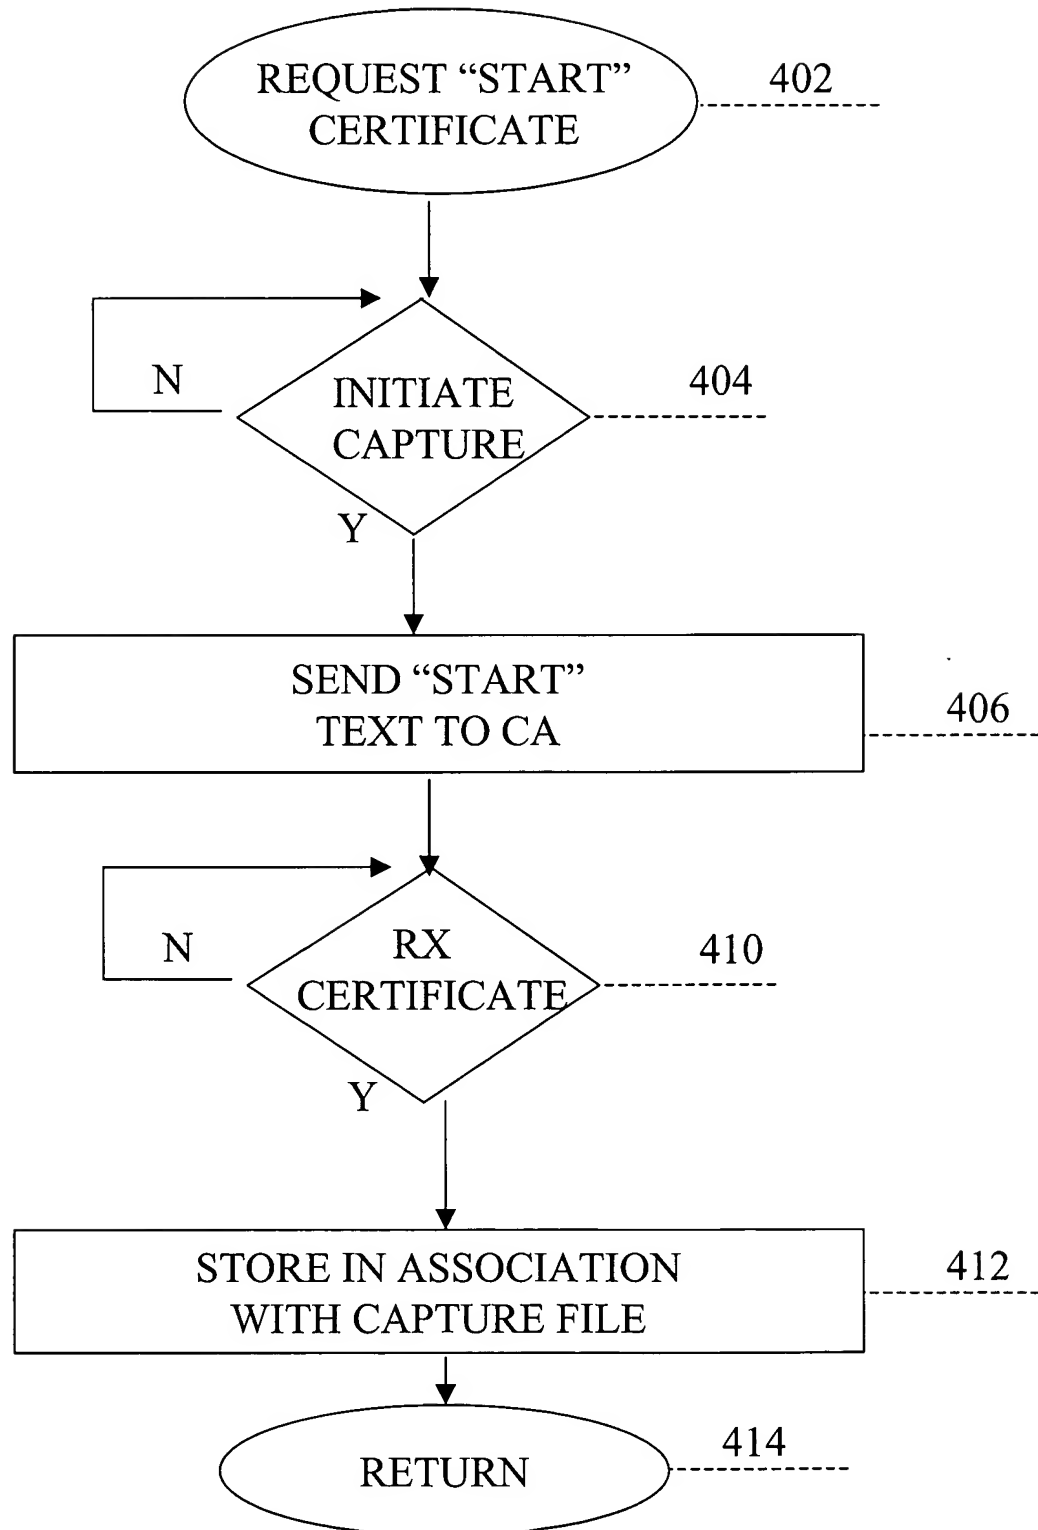 REQUEST “START”
CERTIFICATE
402
N
INITIATE
CAPTURE
404
Y
SEND “START”
TEXT TO CA
406
N
RX
CERTIFICATE
410
Y
STORE IN ASSOCIATION
WITH CAPTURE FILE
412
RETURN
414